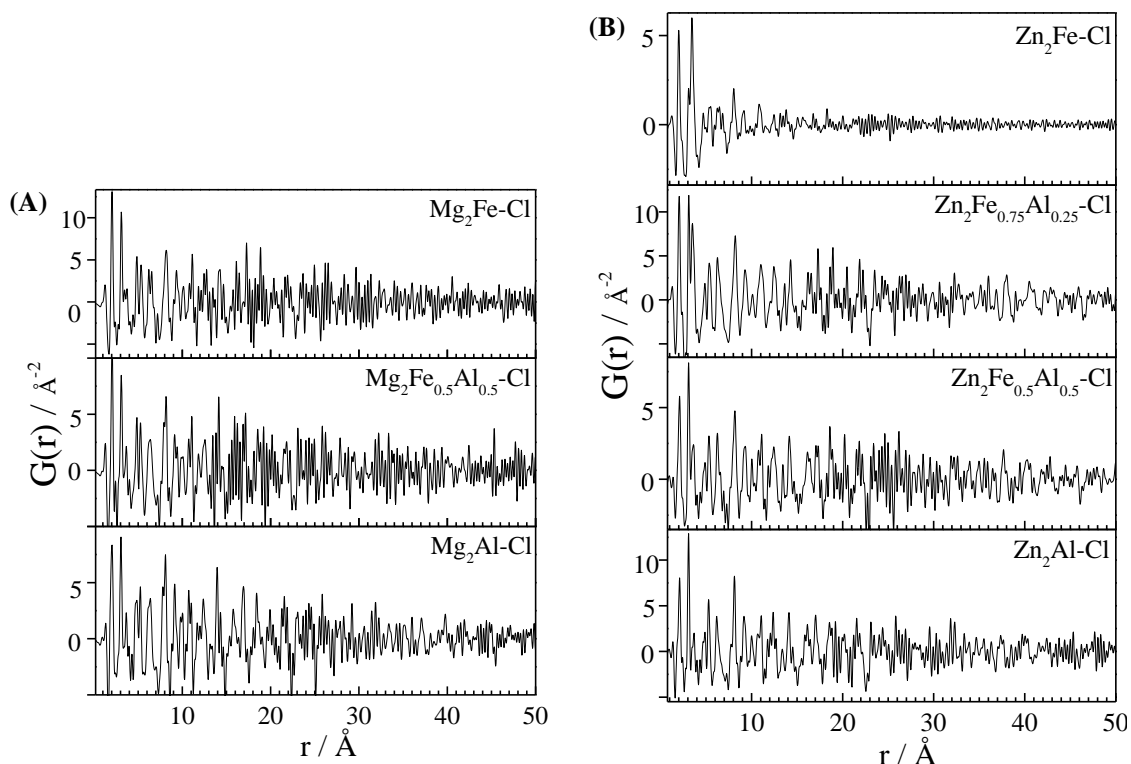 (A)
Mg₂Fe-Cl
10
5
0
Mg₂Fe₀.₅Al₀.₅-Cl
5
0
Mg₂Al-Cl
5
0
10 20 30 40 50
r / Å
G(r) / Å⁻²
(B)
Zn₂Fe-Cl
5
0
Zn₂Fe₀.₇₅Al₀.₂₅-Cl
10
5
0
Zn₂Fe₀.₅Al₀.₅-Cl
5
0
Zn₂Al-Cl
10
5
0
10 20 30 40 50
r / Å
G(r) / Å⁻²